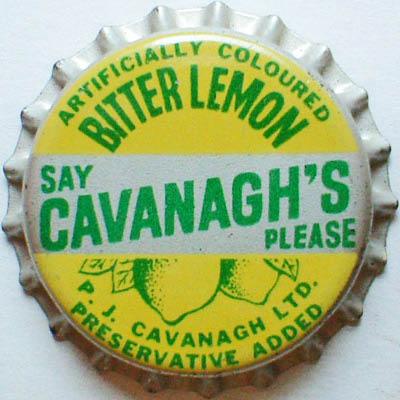 ARTIFICIALLY COLOURED
BITTER LEMON
SAY
CAVANAGH'S
PLEASE
P. J. CAVANAGH LTD.
PRESERVATIVE ADDED